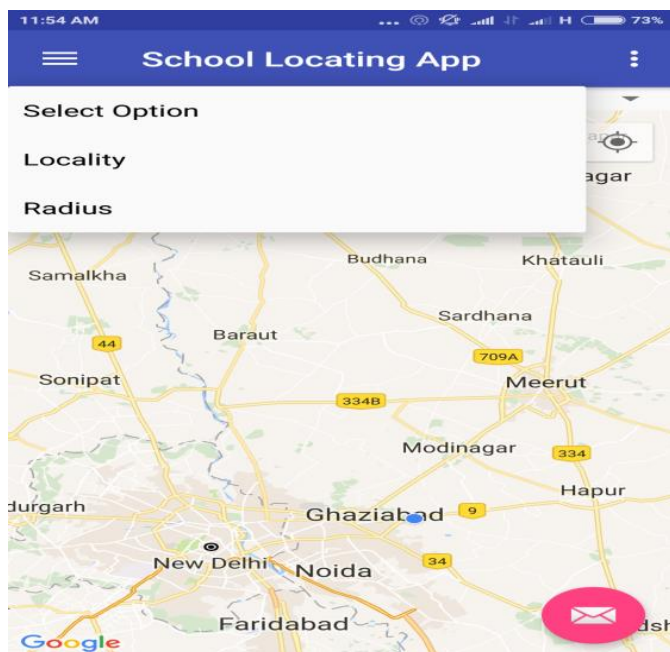 11:54 AM ... H 73%
School Locating App
Select Option
Locality
Radius
agar
Budhana Khatauli
Samalkha
Sardhana
44 Baraut
709A
Sonipat Meerut
334B
Modinagar
334
Hapur
durgarh
Ghaziabad 9
New Delhi Noida 34
Faridabad dsh
Google